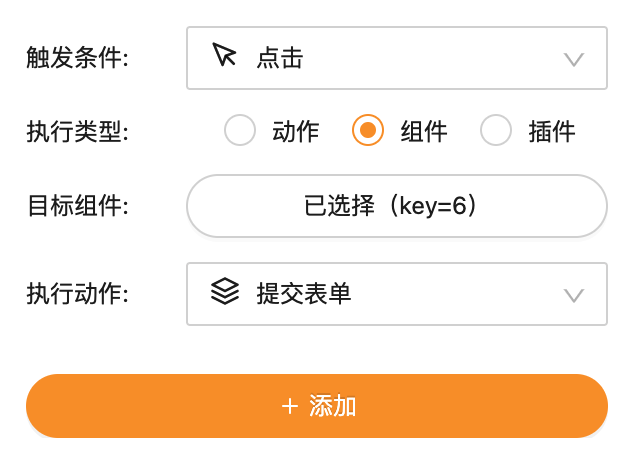 触发条件: 点击
执行类型: 动作 组件 插件
目标组件: 已选择（key=6）
执行动作: 提交表单
+ 添加